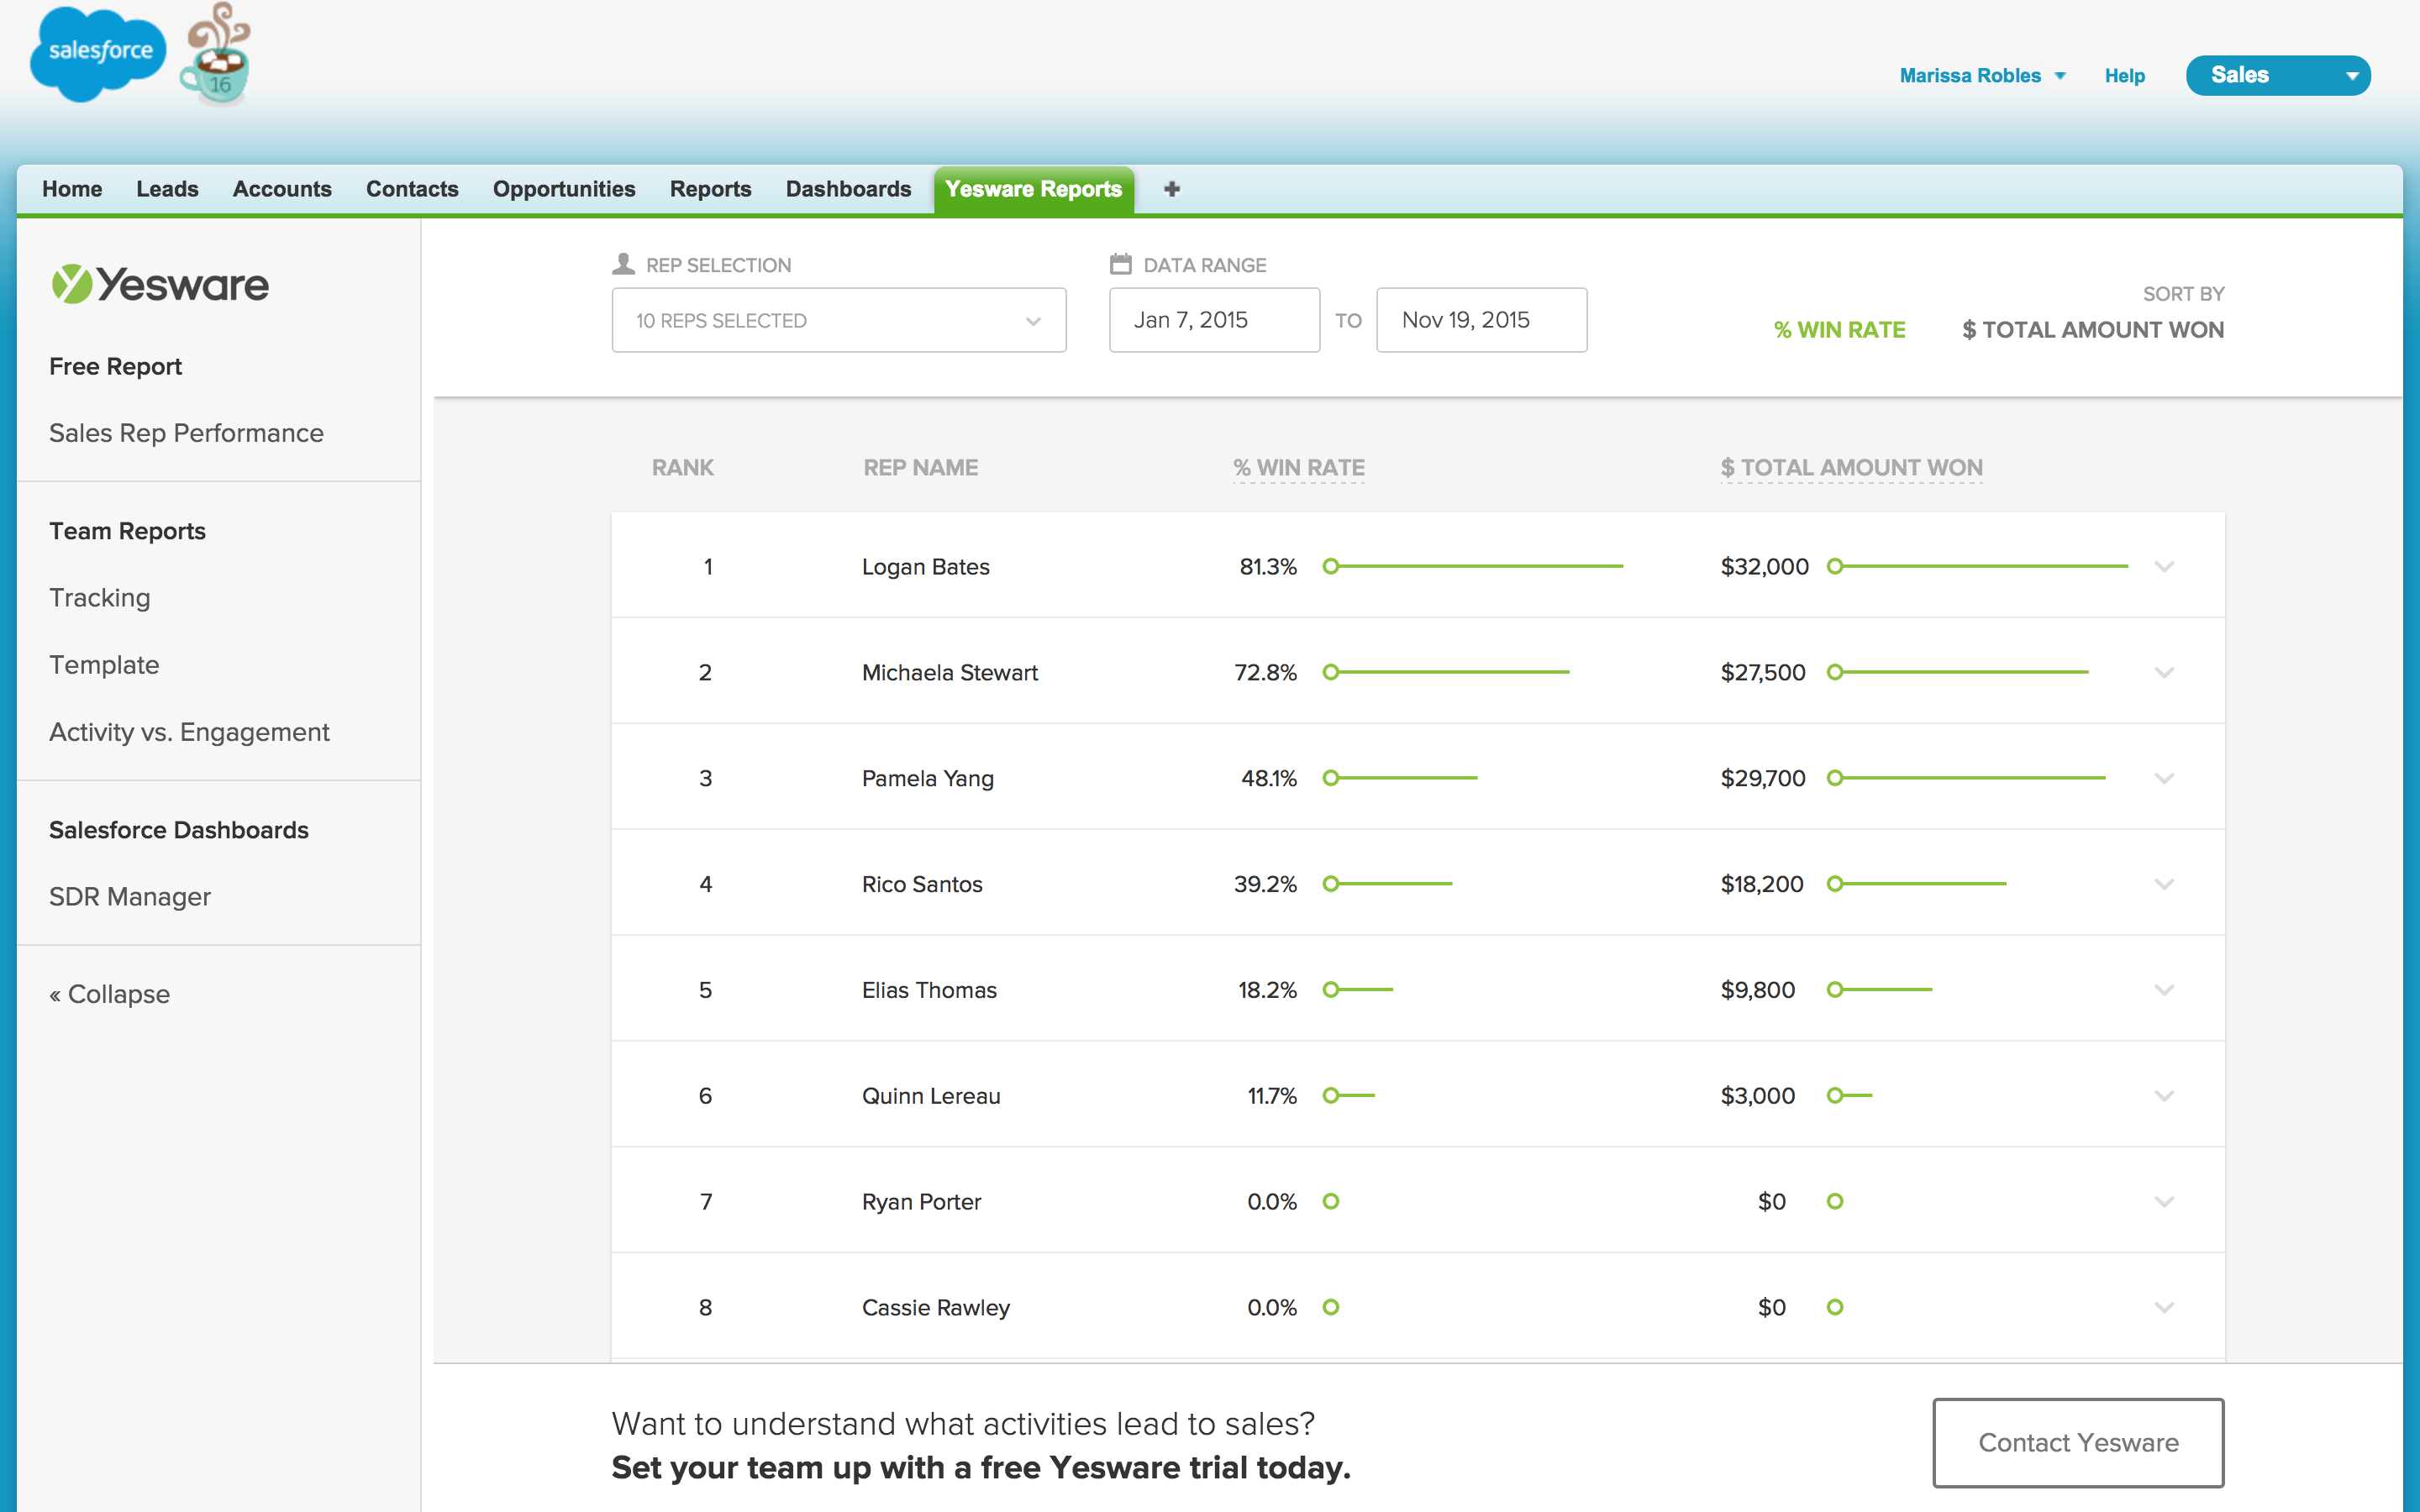 salesforce
16
Marissa Robles
Help
Sales
Home
Leads
Accounts
Contacts
Opportunities
Reports
Dashboards
Yesware Reports
+
Yesware
Free Report
Sales Rep Performance
Team Reports
Tracking
Template
Activity vs. Engagement
Salesforce Dashboards
SDR Manager
« Collapse
REP SELECTION
10 REPS SELECTED
DATA RANGE
Jan 7, 2015 TO Nov 19, 2015
SORT BY
% WIN RATE $ TOTAL AMOUNT WON
RANK REP NAME % WIN RATE $ TOTAL AMOUNT WON
1 Logan Bates 81.3% $32,000
2 Michaela Stewart 72.8% $27,500
3 Pamela Yang 48.1% $29,700
4 Rico Santos 39.2% $18,200
5 Elias Thomas 18.2% $9,800
6 Quinn Lereau 11.7% $3,000
7 Ryan Porter 0.0% $0
8 Cassie Rawley 0.0% $0
Want to understand what activities lead to sales?
Set your team up with a free Yesware trial today.
Contact Yesware